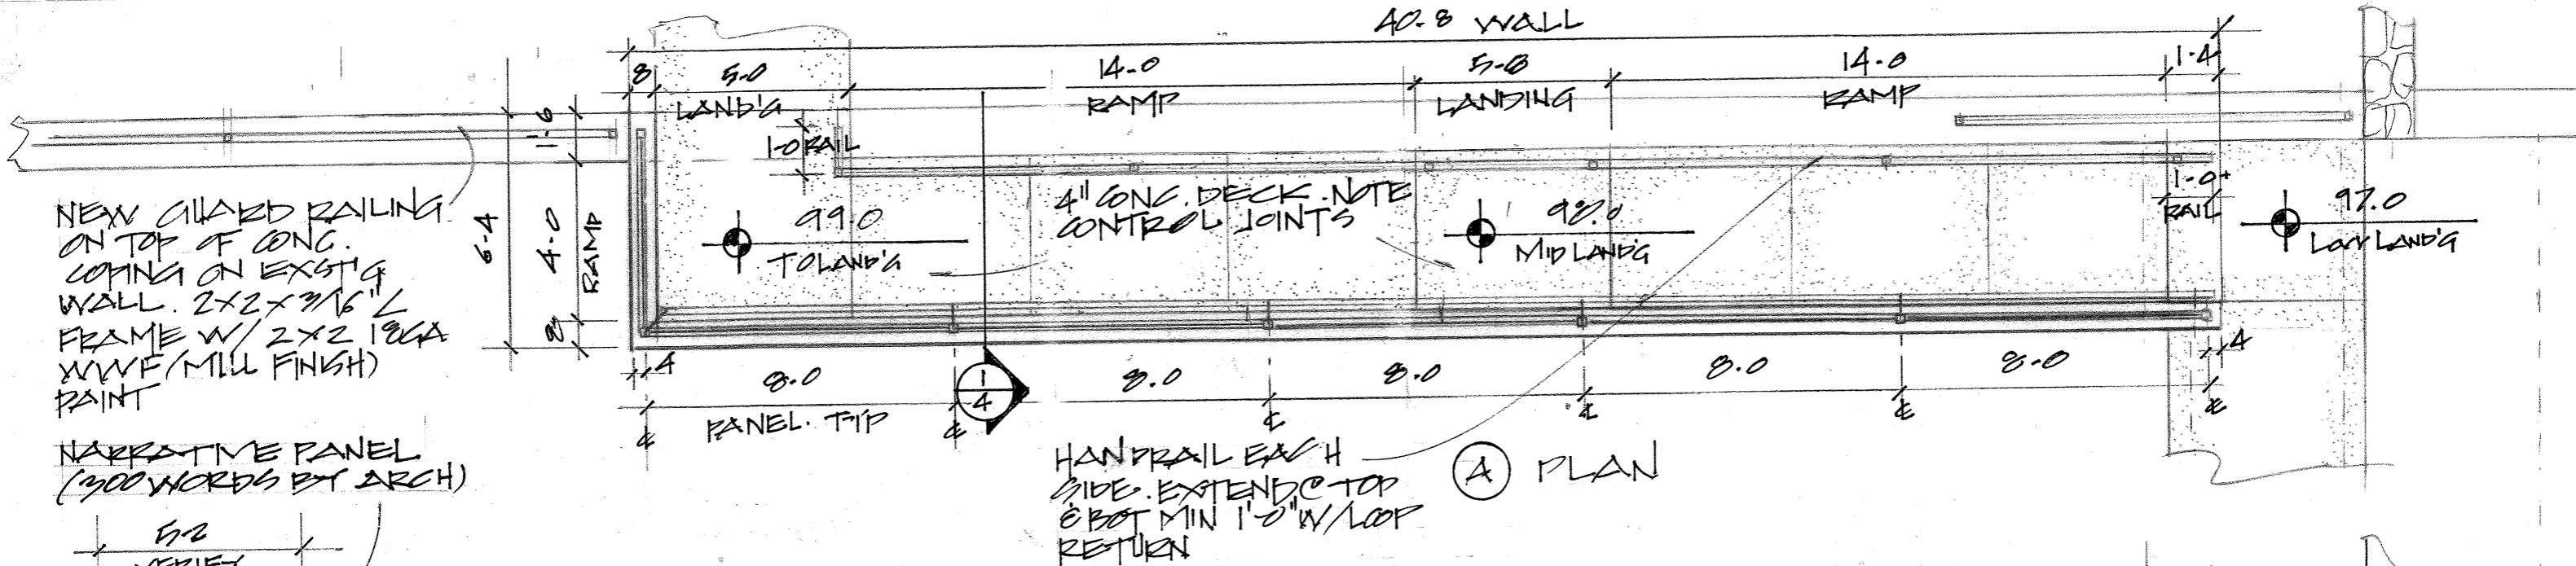 40.8 WALL
8
5.0
LAND'G
14-0
RAMP
5-8
LANDING
14.0
RAMP
1-4
1-6
6-4
4-0
RAMP
8
1-0 RAIL
4" CONC. DECK. NOTE
CONTROL JOINTS
99.0
TO LAND'G
98.0
MID LAND'G
1-0+
RAIL
97.0
LOW LAND'G
NEW GUARD RAILING
ON TOP OF CONC.
COPING ON EXST'G
WALL. 2X2X3/16" L
FRAME W/ 2X2 18GA
WWF (MILL FINISH)
PAINT
4
8.0
8.0
8.0
8.0
8.0
4
PANEL. TYP
1
4
NARRATIVE PANEL
(300 WORDS BY ARCH)
5-2
VERIFY
HANDRAIL EACH
SIDE. EXTEND @ TOP
& BOT MIN 1'-0" W/LOOP
RETURN
A PLAN